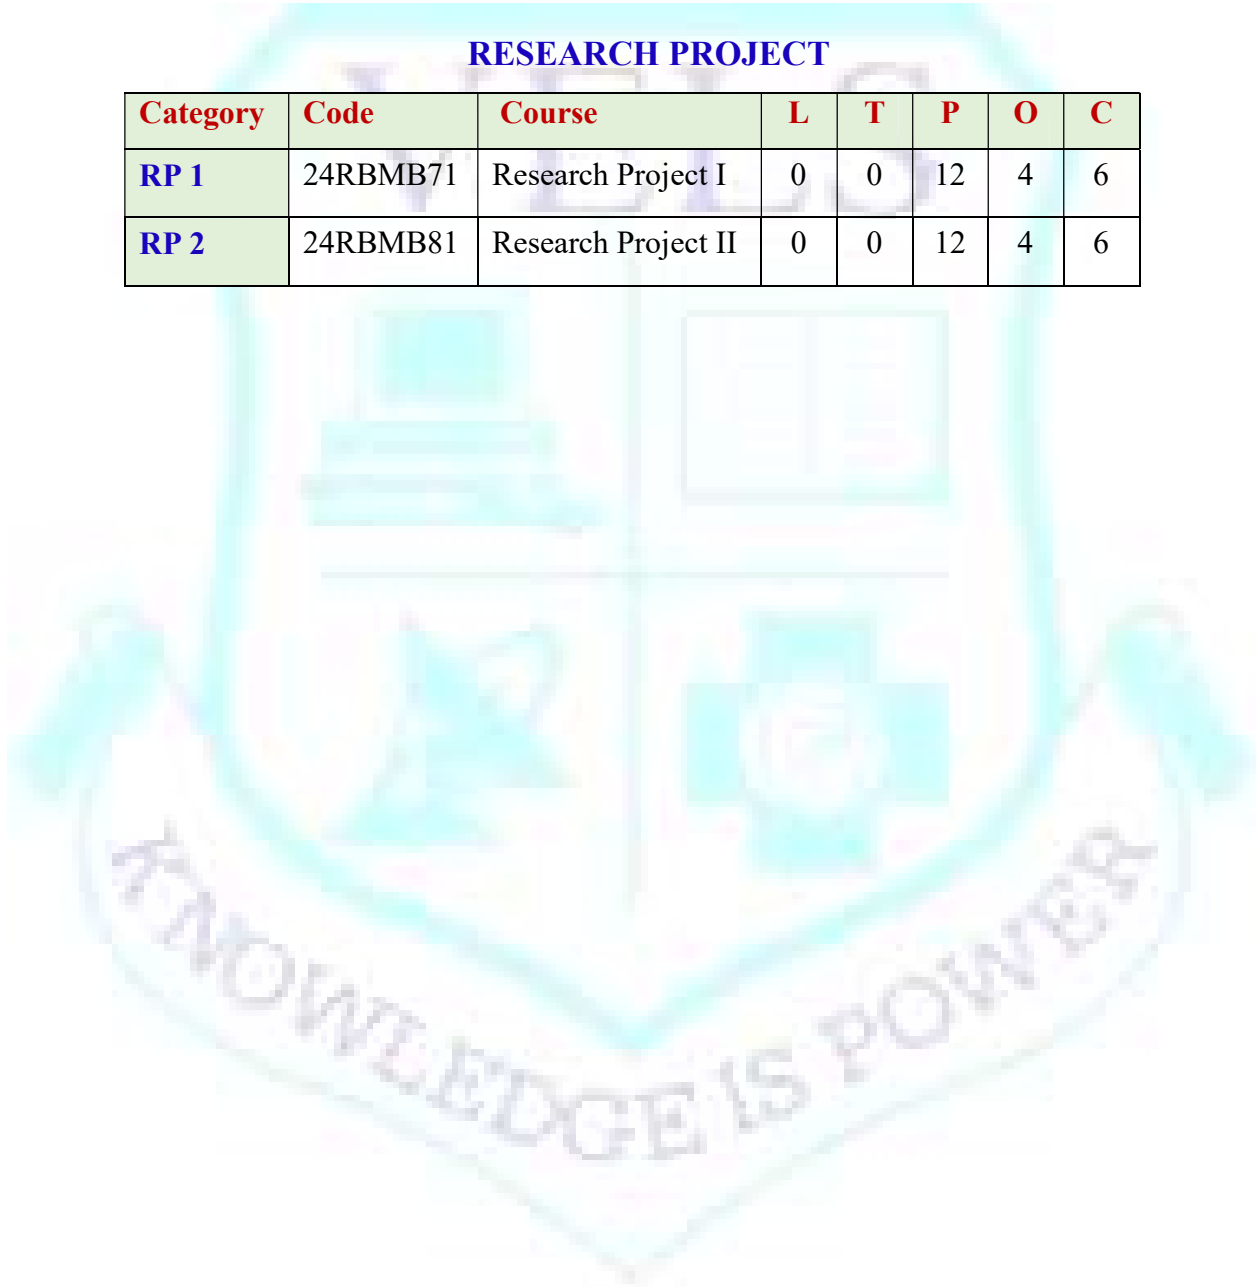 RESEARCH PROJECT
Category Code Course L T P O C
RP 1 24RBMB71 Research Project I 0 0 12 4 6
RP 2 24RBMB81 Research Project II 0 0 12 4 6
VELS
KNOWLEDGE IS POWER